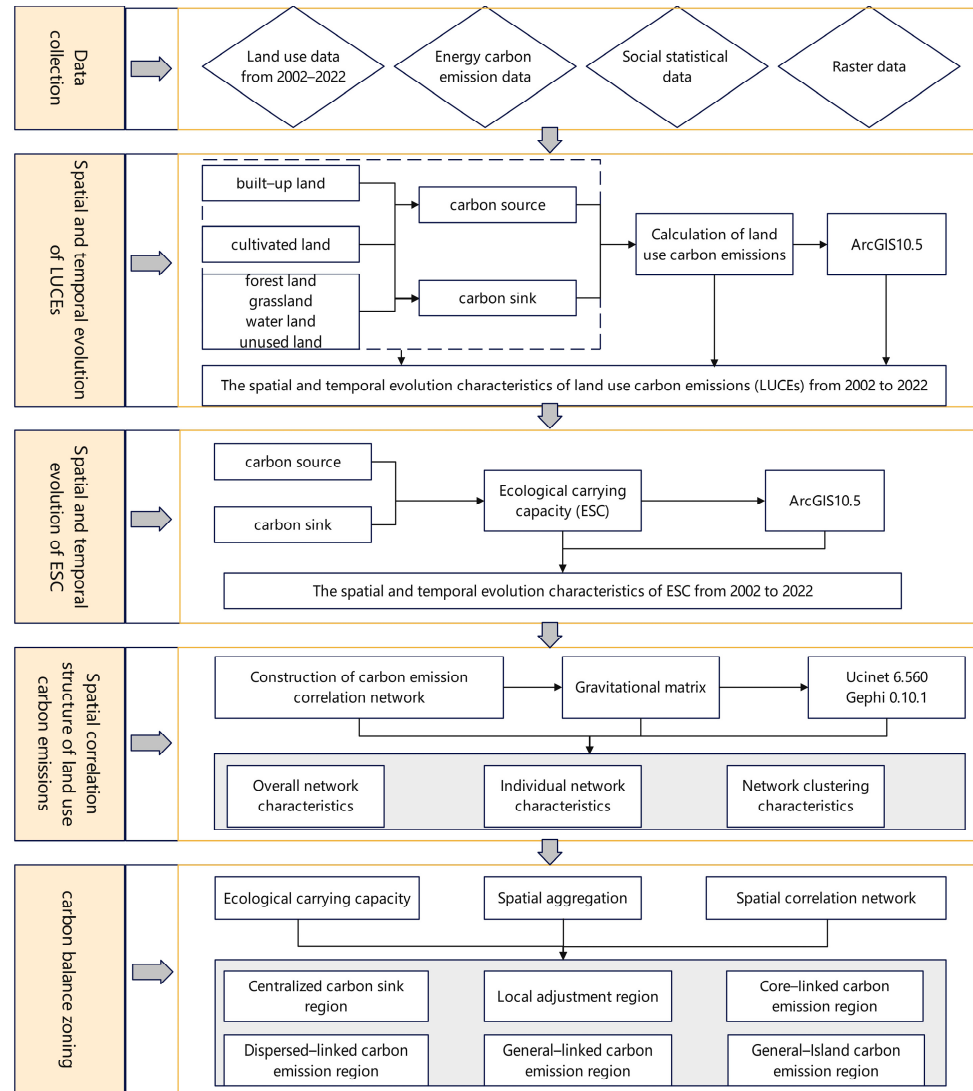 Data
collection
Land use data
from 2002–2022
Energy carbon
emission data
Social statistical
data
Raster data
Spatial and temporal evolution
of LUCEs
built–up land
cultivated land
forest land
grassland
water land
unused land
carbon source
carbon sink
Calculation of land
use carbon emissions
ArcGIS10.5
The spatial and temporal evolution characteristics of land use carbon emissions (LUCEs) from 2002 to 2022
Spatial and temporal
evolution of ESC
carbon source
carbon sink
Ecological carrying
capacity (ESC)
ArcGIS10.5
The spatial and temporal evolution characteristics of ESC from 2002 to 2022
Spatial correlation
structure of land use
carbon emissions
Construction of carbon emission
correlation network
Gravitational matrix
Ucinet 6.560
Gephi 0.10.1
Overall network
characteristics
Individual network
characteristics
Network clustering
characteristics
carbon balance zoning
Ecological carrying capacity
Spatial aggregation
Spatial correlation network
Centralized carbon sink
region
Local adjustment region
Core–linked carbon
emission region
Dispersed–linked carbon
emission region
General–linked carbon
emission region
General–Island carbon
emission region